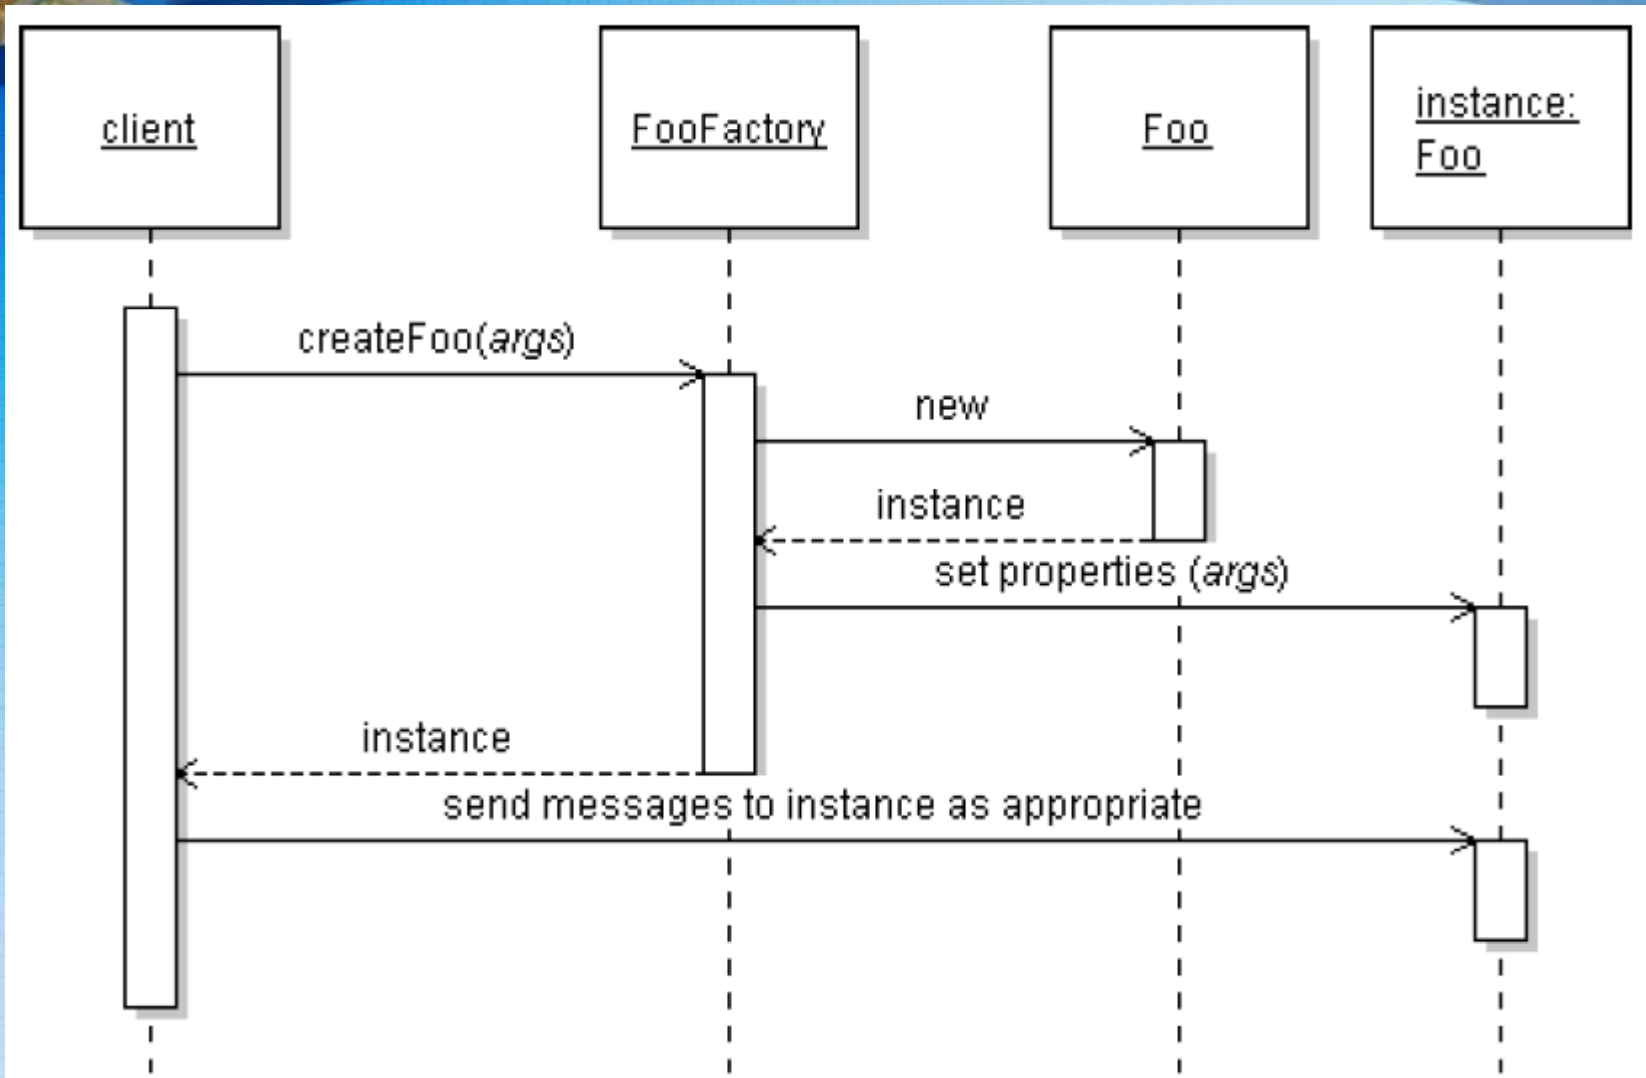 client
FooFactory
Foo
instance:
Foo
createFoo(args)
new
instance
set properties (args)
instance
send messages to instance as appropriate